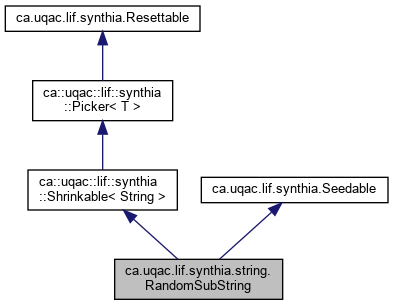 ca.uqac.lif.synthia.Resettable
ca::uqac::lif::synthia
::Picker< T >
ca::uqac::lif::synthia
::Shrinkable< String >
ca.uqac.lif.synthia.Seedable
ca.uqac.lif.synthia.string.
RandomSubString